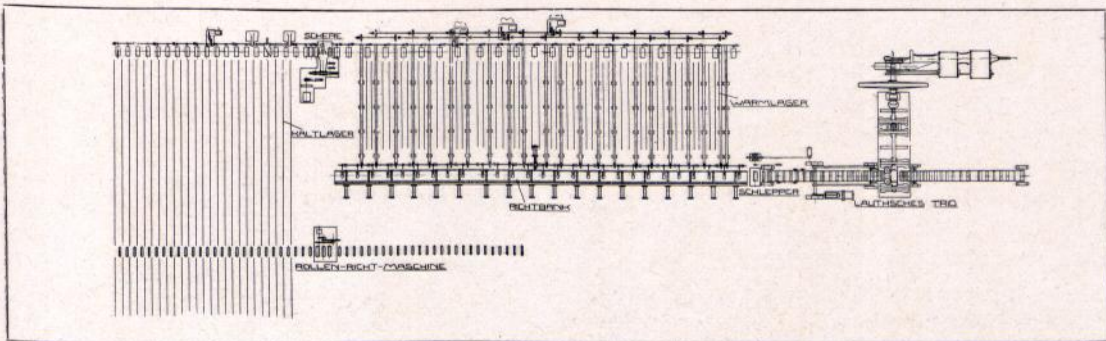 SCHERE
KALTLAGER
WARMLAGER
RICHTBANK
SCHLEPPER
LAUTHSCHES TRIO
ROLLEN-RICHT-MASCHINE